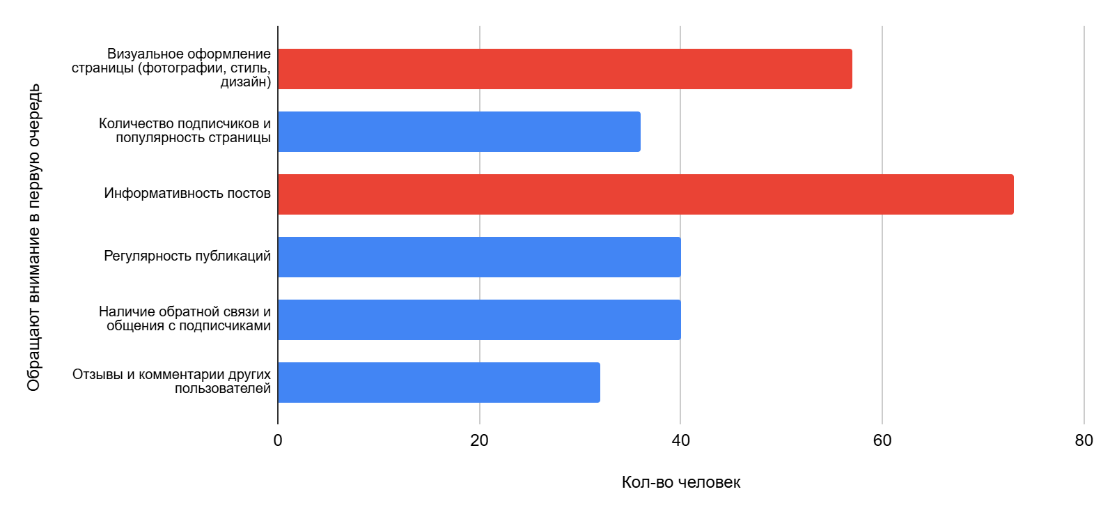 Обращают внимание в первую очередь
Визуальное оформление
страницы (фотографии, стиль,
дизайн)
Количество подписчиков и
популярность страницы
Информативность постов
Регулярность публикаций
Наличие обратной связи и
общения с подписчиками
Отзывы и комментарии других
пользователей
0
20
40
60
80
Кол-во человек